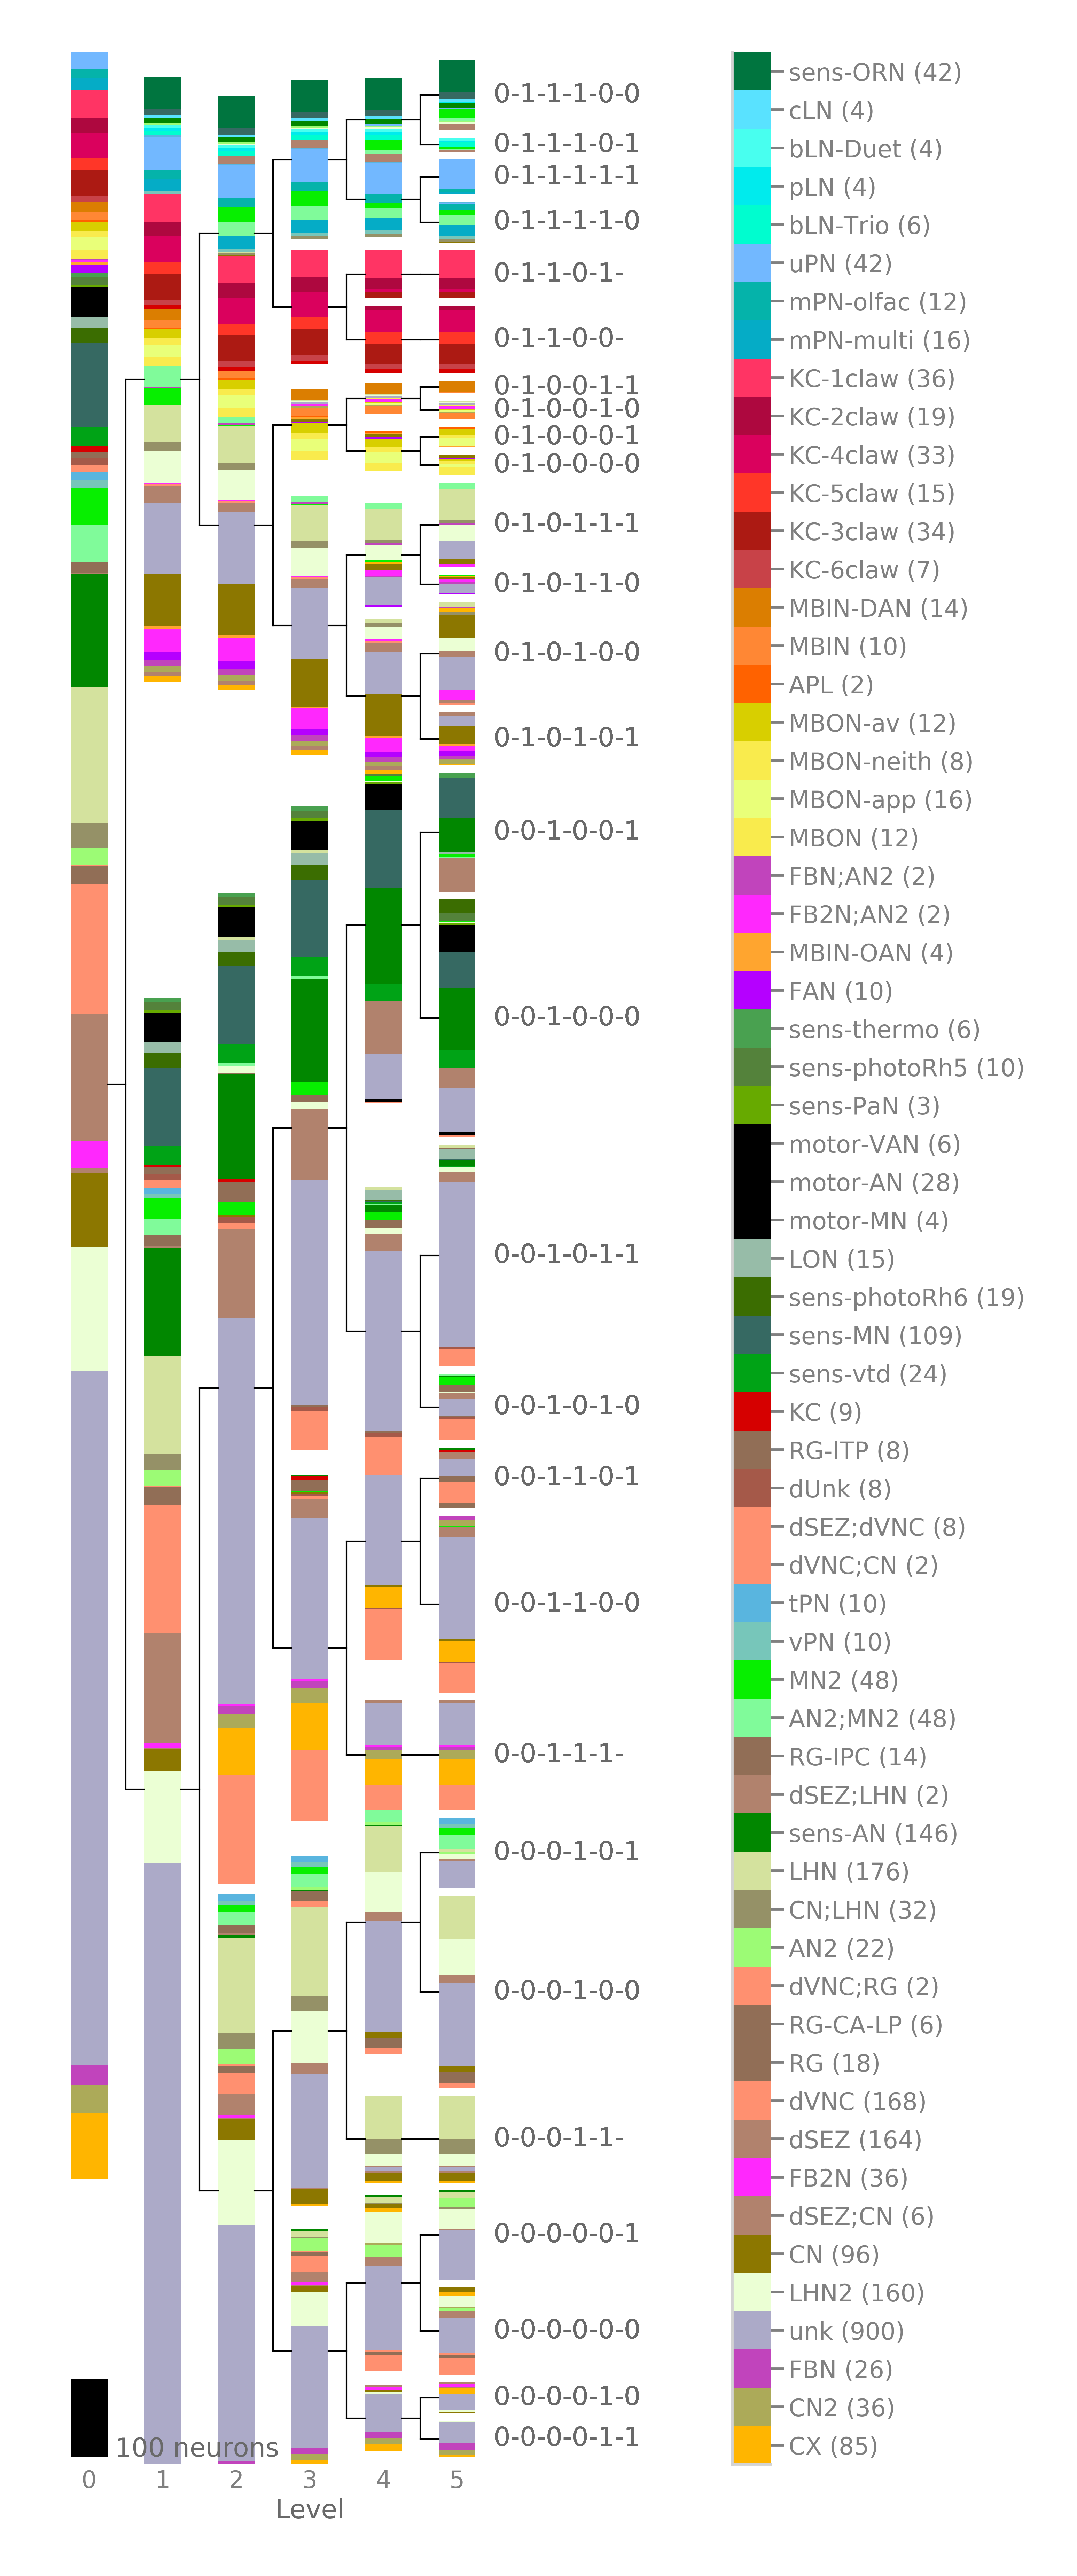 0-1-1-1-0-0
0-1-1-1-0-1
0-1-1-1-1-1
0-1-1-1-1-0
0-1-1-0-1-
0-1-1-0-0-
0-1-0-0-1-1
0-1-0-0-1-0
0-1-0-0-0-1
0-1-0-0-0-0
0-1-0-1-1-1
0-1-0-1-1-0
0-1-0-1-0-0
0-1-0-1-0-1
0-0-1-0-0-1
0-0-1-0-0-0
0-0-1-0-1-1
0-0-1-0-1-0
0-0-1-1-0-1
0-0-1-1-0-0
0-0-1-1-1-
0-0-0-1-0-1
0-0-0-1-0-0
0-0-0-1-1-
0-0-0-0-0-1
0-0-0-0-0-0
0-0-0-0-1-0
0-0-0-0-1-1
100 neurons
0 1 2 3 4 5
Level
sens-ORN (42)
cLN (4)
bLN-Duet (4)
pLN (4)
bLN-Trio (6)
uPN (42)
mPN-olfac (12)
mPN-multi (16)
KC-1claw (36)
KC-2claw (19)
KC-4claw (33)
KC-5claw (15)
KC-3claw (34)
KC-6claw (7)
MBIN-DAN (14)
MBIN (10)
APL (2)
MBON-av (12)
MBON-neith (8)
MBON-app (16)
MBON (12)
FBN;AN2 (2)
FB2N;AN2 (2)
MBIN-OAN (4)
FAN (10)
sens-thermo (6)
sens-photoRh5 (10)
sens-PaN (3)
motor-VAN (6)
motor-AN (28)
motor-MN (4)
LON (15)
sens-photoRh6 (19)
sens-MN (109)
sens-vtd (24)
KC (9)
RG-ITP (8)
dUnk (8)
dSEZ;dVNC (8)
dVNC;CN (2)
tPN (10)
vPN (10)
MN2 (48)
AN2;MN2 (48)
RG-IPC (14)
dSEZ;LHN (2)
sens-AN (146)
LHN (176)
CN;LHN (32)
AN2 (22)
dVNC;RG (2)
RG-CA-LP (6)
RG (18)
dVNC (168)
dSEZ (164)
FB2N (36)
dSEZ;CN (6)
CN (96)
LHN2 (160)
unk (900)
FBN (26)
CN2 (36)
CX (85)